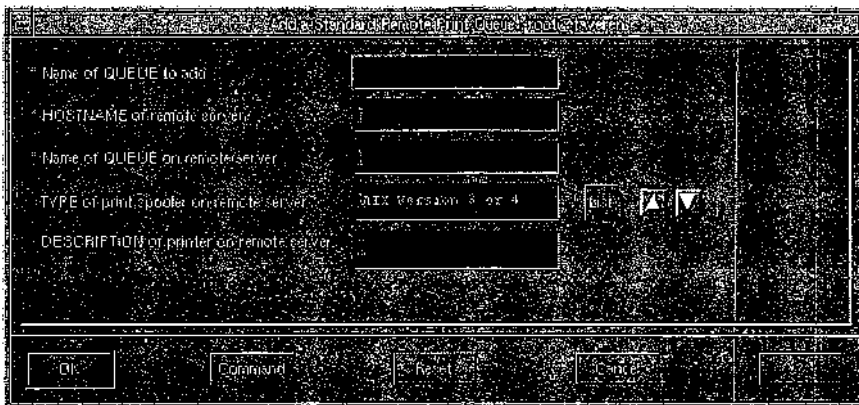 Add a Standard Remote Print Queue
* Name of QUEUE to add
* HOSTNAME of remote server
* Name of QUEUE on remote server
TYPE of print spooler on remote server
AIX Version 3 or 4
List
DESCRIPTION of printer on remote server
OK
Command
Reset
Cancel